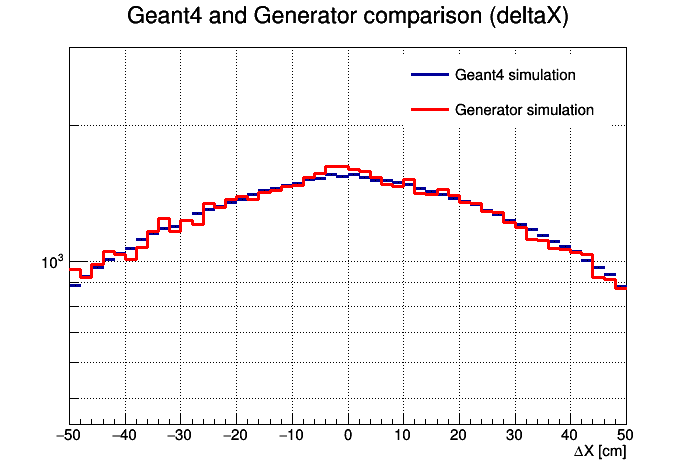 Geant4 and Generator comparison (deltaX)
Geant4 simulation
Generator simulation
10³
−50 −40 −30 −20 −10 0 10 20 30 40 50
ΔX [cm]